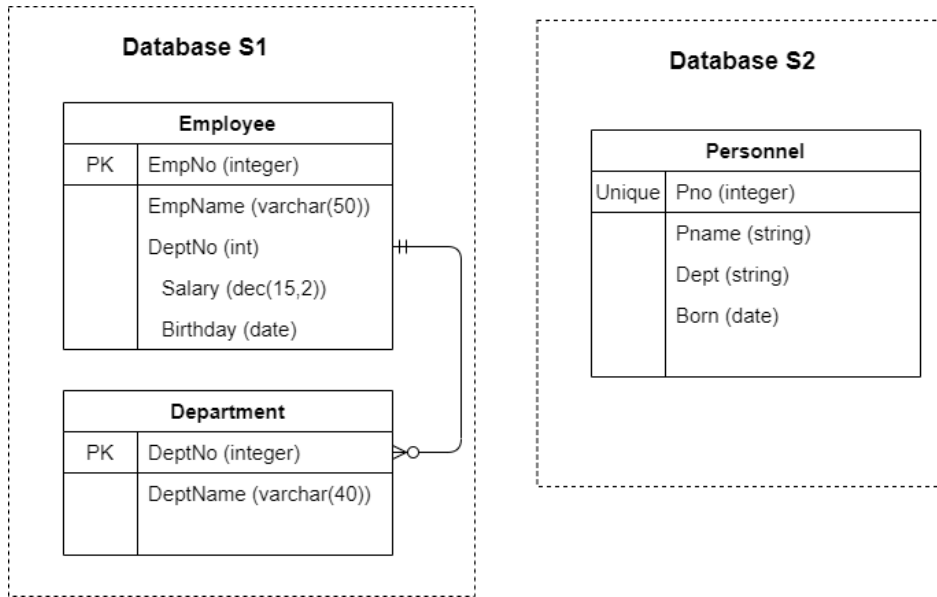 Database S1
Employee
PK EmpNo (integer)
EmpName (varchar(50))
DeptNo (int)
Salary (dec(15,2))
Birthday (date)
Department
PK DeptNo (integer)
DeptName (varchar(40))
Database S2
Personnel
Unique Pno (integer)
Pname (string)
Dept (string)
Born (date)